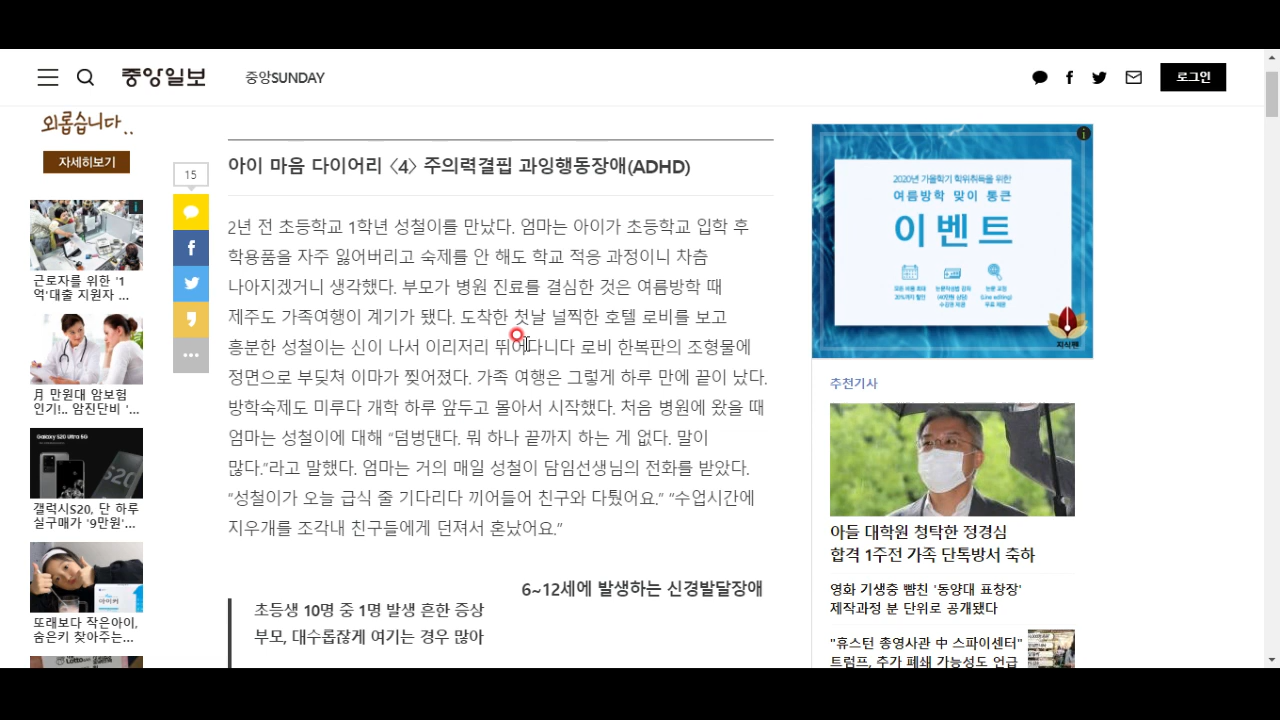 중앙일보
중앙SUNDAY
로그인
외롭습니다..
자세히보기
근로자를 위한 '1
억'대출 지원자 ...
月 만원대 암보험
인기!.. 암진단비 '...
Galaxy S20 Ultra 5G
S20
갤럭시S20, 단 하루
실구매가 '9만원'...
또래보다 작은아이,
숨은키 찾아주는...
15
아이 마음 다이어리 〈4〉 주의력결핍 과잉행동장애(ADHD)
2년 전 초등학교 1학년 성철이를 만났다. 엄마는 아이가 초등학교 입학 후
학용품을 자주 잃어버리고 숙제를 안 해도 학교 적응 과정이니 차츰
나아지겠거니 생각했다. 부모가 병원 진료를 결심한 것은 여름방학 때
제주도 가족여행이 계기가 됐다. 도착한 첫날 널찍한 호텔 로비를 보고
흥분한 성철이는 신이 나서 이리저리 뛰어다니다 로비 한복판의 조형물에
정면으로 부딪쳐 이마가 찢어졌다. 가족 여행은 그렇게 하루 만에 끝이 났다.
방학숙제도 미루다 개학 하루 앞두고 몰아서 시작했다. 처음 병원에 왔을 때
엄마는 성철이에 대해 “덤벙댄다. 뭐 하나 끝까지 하는 게 없다. 말이
많다.”라고 말했다. 엄마는 거의 매일 성철이 담임선생님의 전화를 받았다.
“성철이가 오늘 급식 줄 기다리다 끼어들어 친구와 다퉜어요.” “수업시간에
지우개를 조각내 친구들에게 던져서 혼났어요.”
6~12세에 발생하는 신경발달장애
초등생 10명 중 1명 발생 흔한 증상
부모, 대수롭잖게 여기는 경우 많아
2020년 가을학기 학위취득을 위한
여름방학 맞이 통큰
이벤트
지식펜
추천기사
아들 대학원 청탁한 정경심
합격 1주전 가족 단톡방서 축하
영화 기생충 뺨친 '동양대 표창장'
제작과정 분 단위로 공개됐다
"휴스턴 총영사관 中 스파이센터"
트럼프, 추가 폐쇄 가능성도 언급